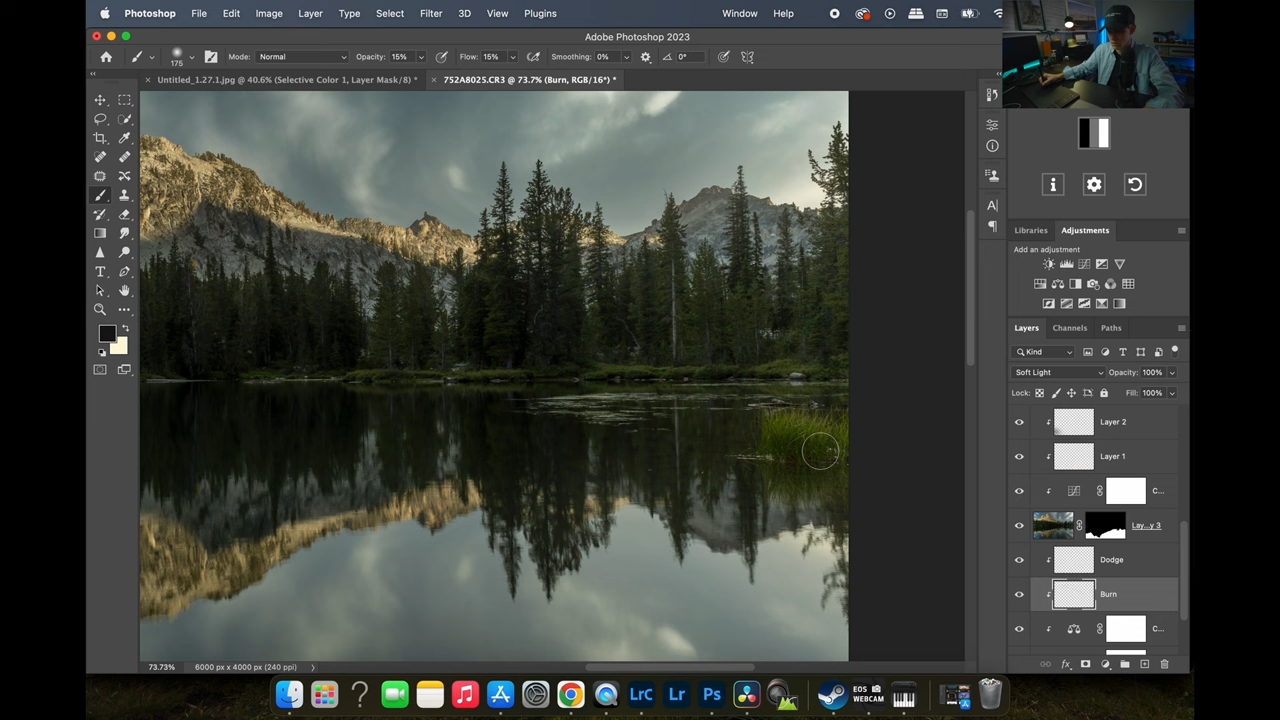 Photoshop File Edit Image Layer Type Select Filter 3D View Plugins Window Help
Adobe Photoshop 2023
175 Mode: Normal Opacity: 15% Flow: 15% Smoothing: 0% 0°
Untitled_1.27.1.jpg @ 40.6% (Selective Color 1, Layer Mask/8) * 752A8025.CR3 @ 73.7% (Burn, RGB/16*) *
Libraries Adjustments
Add an adjustment
Layers Channels Paths
Kind
Soft Light Opacity: 100%
Lock: Fill: 100%
Layer 2
Layer 1
C...
Lay...y 3
Dodge
Burn
C...
73.73% 6000 px x 4000 px (240 ppi)
LrC Lr Ps
EOS
WEBCAM